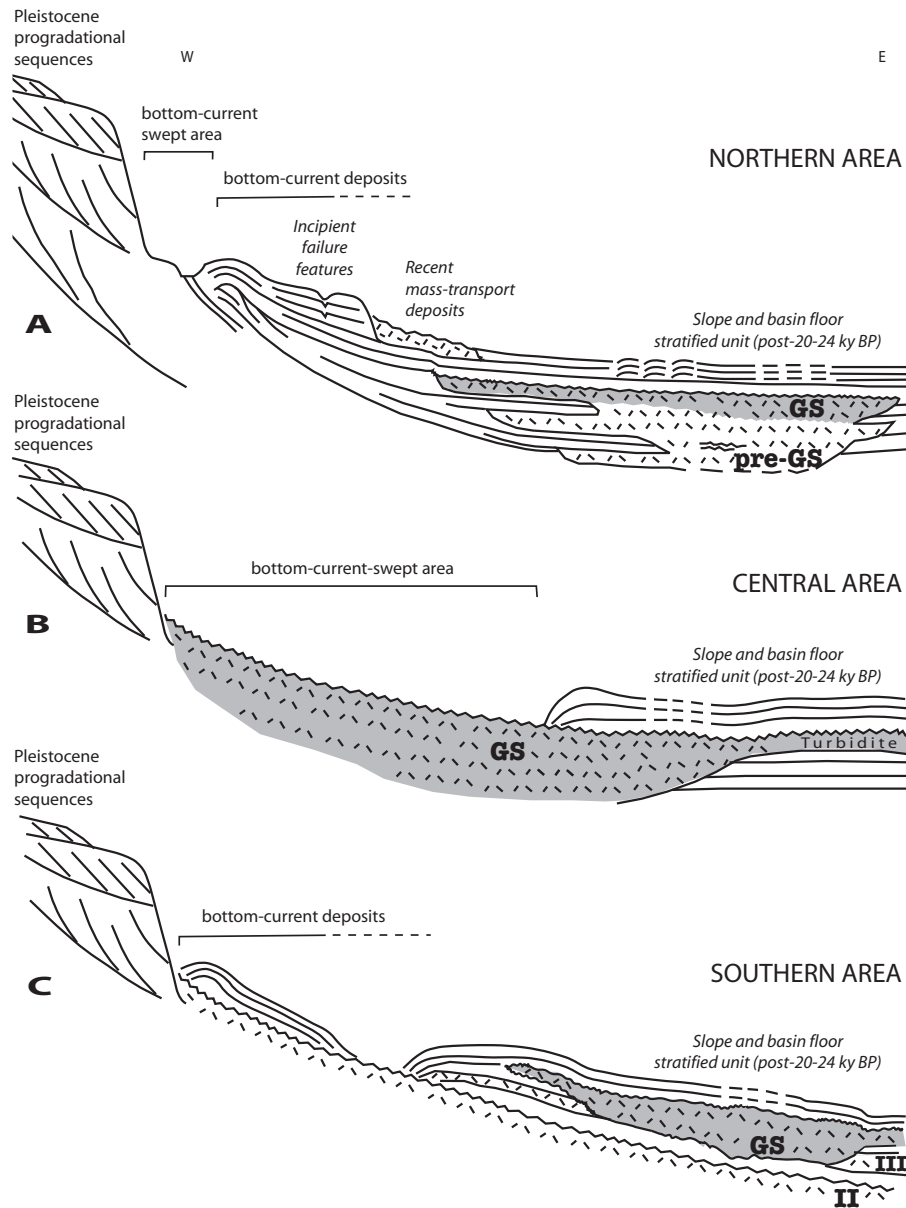 Pleistocene
progradational
sequences
W
E
bottom-current
swept area
NORTHERN AREA
bottom-current deposits
Incipient
failure
features
Recent
mass-transport
deposits
A
Slope and basin floor
stratified unit (post-20-24 ky BP)
GS
pre-GS
Pleistocene
progradational
sequences
bottom-current-swept area
CENTRAL AREA
B
Slope and basin floor
stratified unit (post-20-24 ky BP)
GS
Turbidite
Pleistocene
progradational
sequences
bottom-current deposits
SOUTHERN AREA
C
Slope and basin floor
stratified unit (post-20-24 ky BP)
GS
III
II